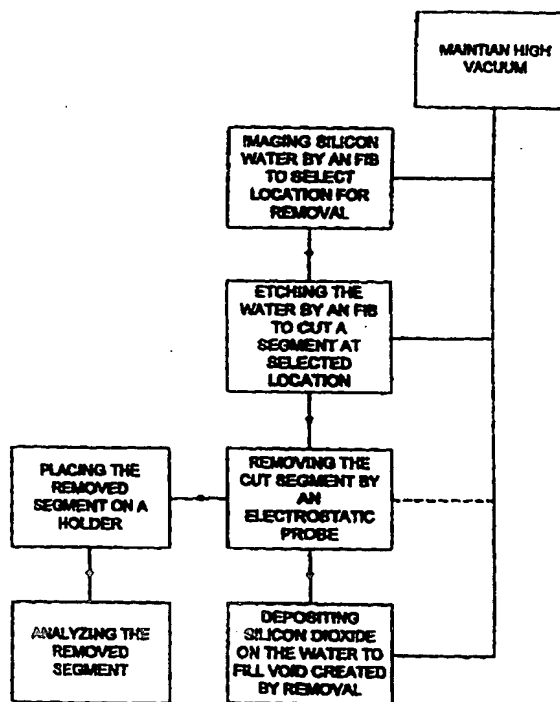 MAINTIAN HIGH
VACUUM
IMAGING SILICON
WATER BY AN FIB
TO SELECT
LOCATION FOR
REMOVAL
ETCHING THE
WATER BY AN FIB
TO CUT A
SEGMENT AT
SELECTED
LOCATION
REMOVING THE
CUT SEGMENT BY
AN
ELECTROSTATIC
PROBE
PLACING THE
REMOVED
SEGMENT ON A
HOLDER
ANALYZING THE
REMOVED
SEGMENT
DEPOSITING
SILICON DIOXIDE
ON THE WATER TO
FILL VOID CREATED
BY REMOVAL